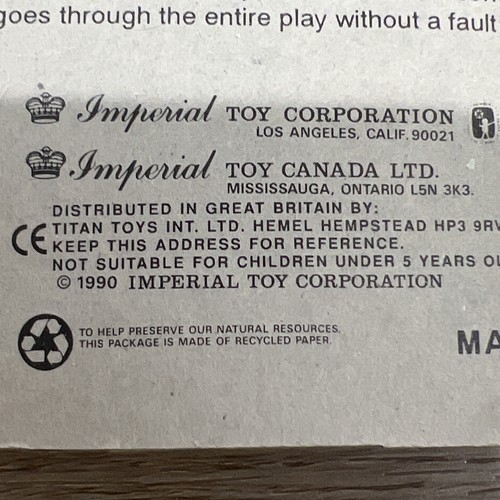 goes through the entire play without a fault
Imperial TOY CORPORATION
LOS ANGELES, CALIF. 90021
Imperial TOY CANADA LTD.
MISSISSAUGA, ONTARIO L5N 3K3.
DISTRIBUTED IN GREAT BRITAIN BY:
CE TITAN TOYS INT. LTD. HEMEL HEMPSTEAD HP3 9RV
KEEP THIS ADDRESS FOR REFERENCE.
NOT SUITABLE FOR CHILDREN UNDER 5 YEARS OL
© 1990 IMPERIAL TOY CORPORATION
TO HELP PRESERVE OUR NATURAL RESOURCES,
THIS PACKAGE IS MADE OF RECYCLED PAPER.
MA